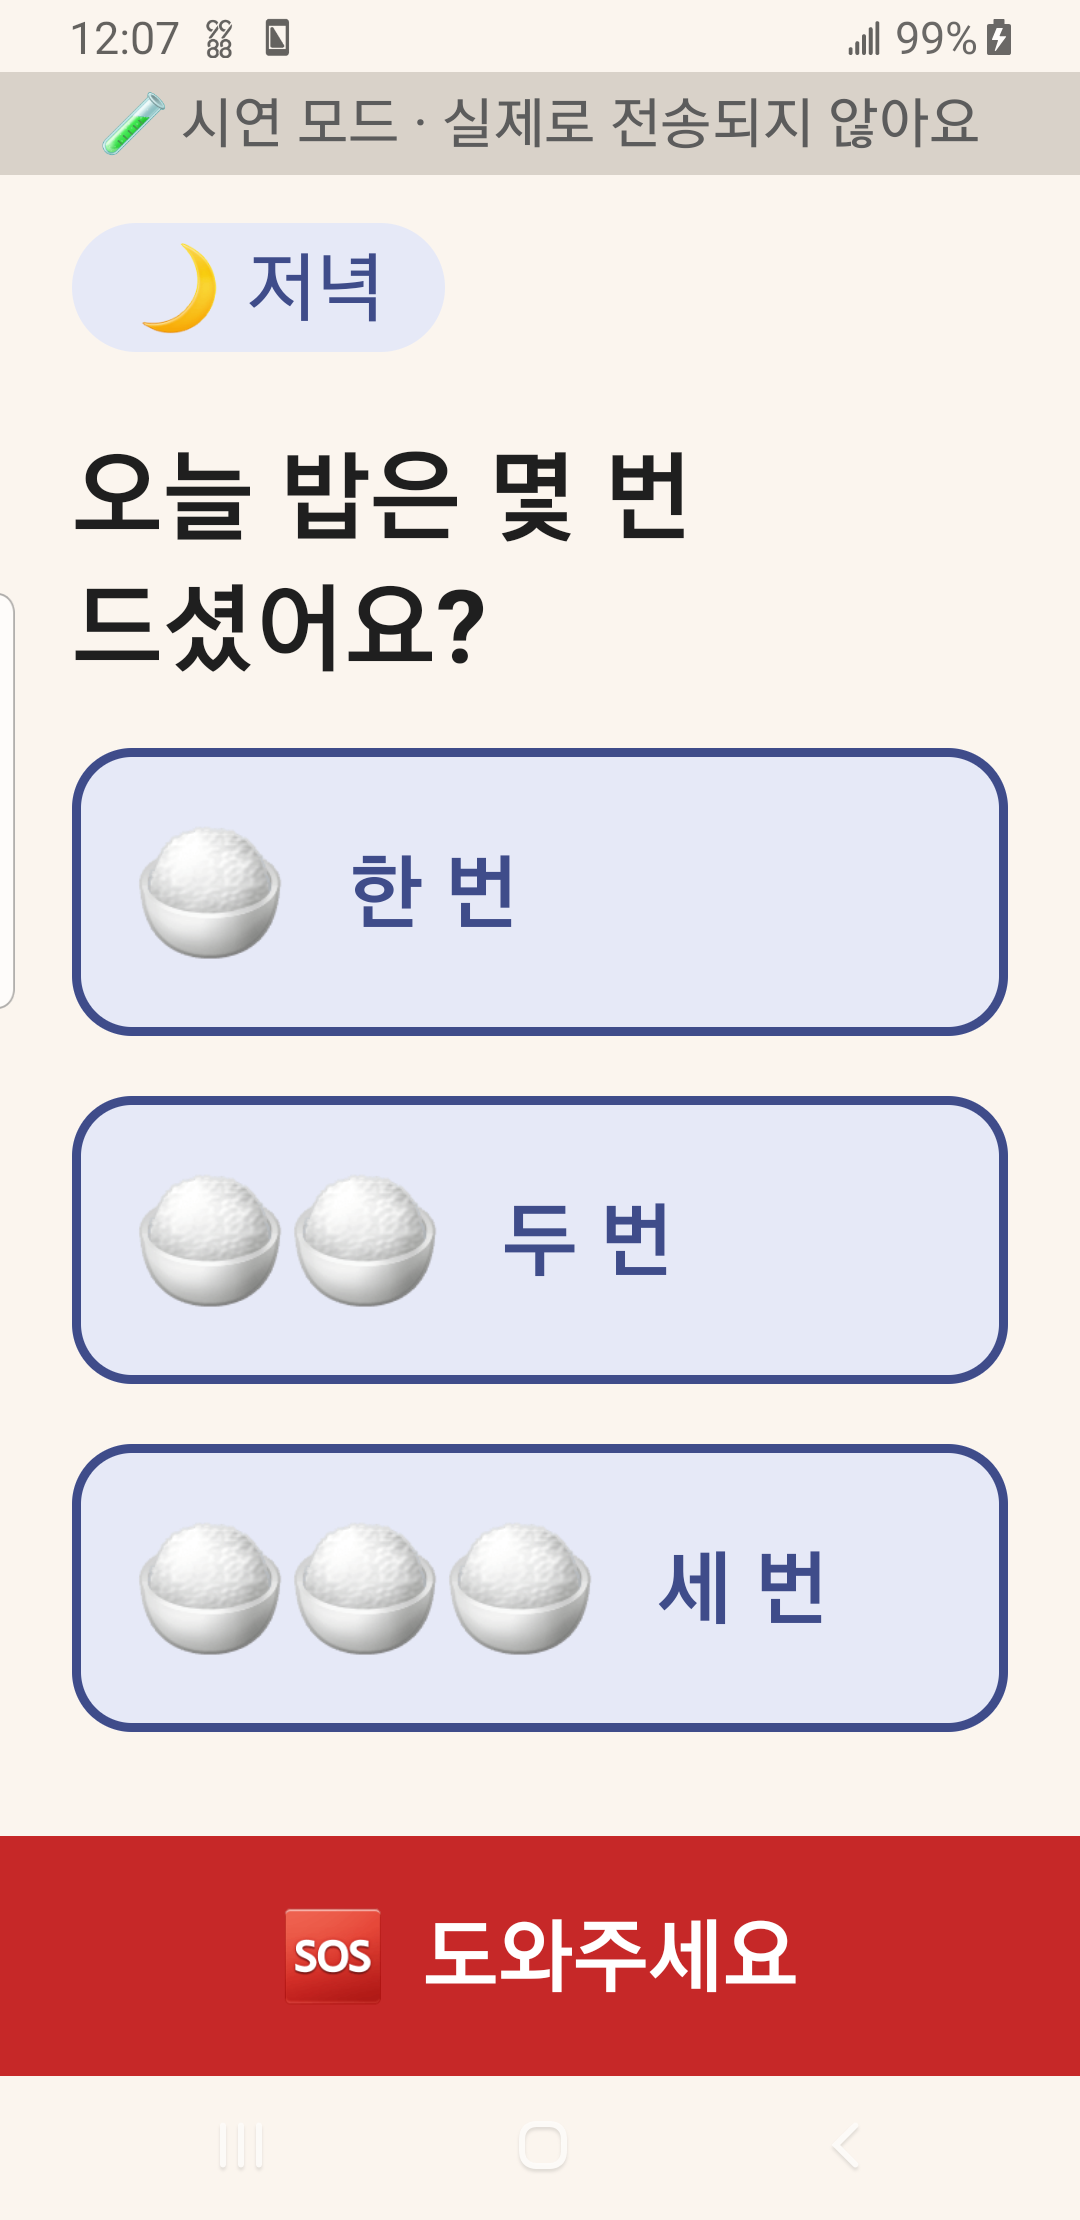 12:07 99 88 99%
시연 모드 · 실제로 전송되지 않아요
저녁
오늘 밥은 몇 번
드셨어요?
한 번
두 번
세 번
SOS 도와주세요